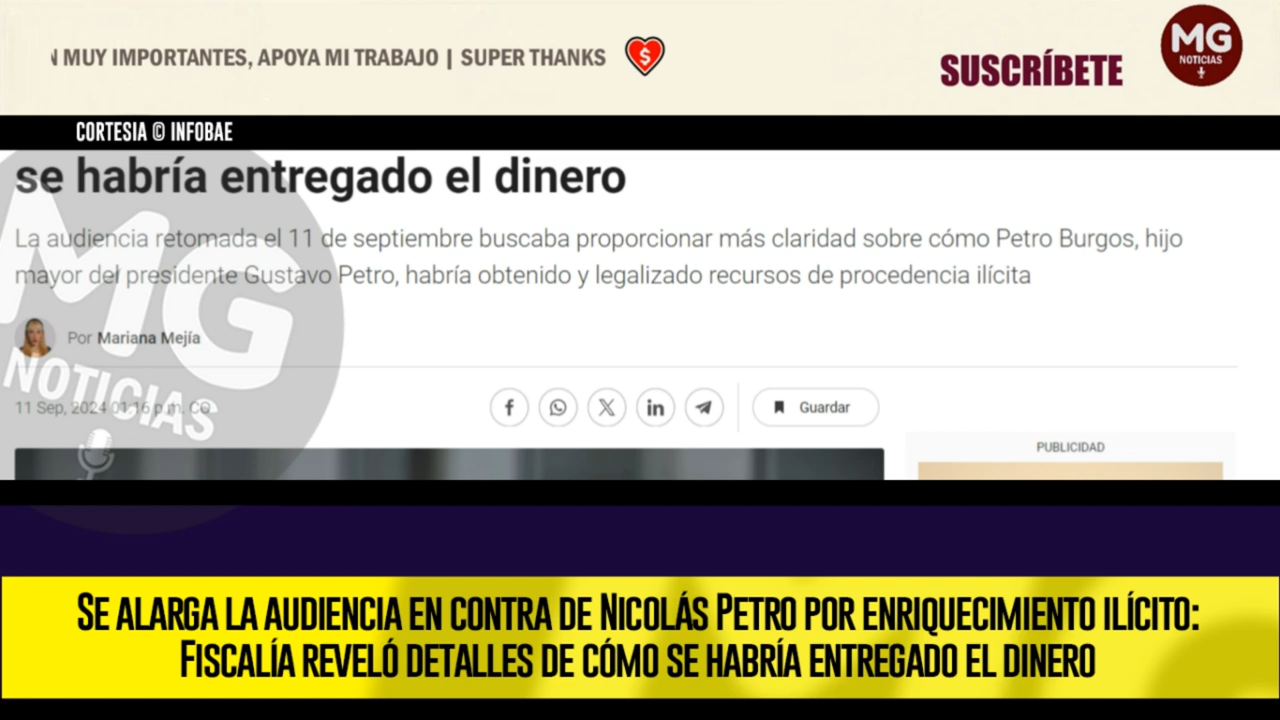 N MUY IMPORTANTES, APOYA MI TRABAJO | SUPER THANKS
SUSCRÍBETE
MG
NOTICIAS
CORTESIA © INFOBAE
se habría entregado el dinero
La audiencia retomada el 11 de septiembre buscaba proporcionar más claridad sobre cómo Petro Burgos, hijo
mayor del presidente Gustavo Petro, habría obtenido y legalizado recursos de procedencia ilícita
Por Mariana Mejía
11 Sep, 2024 01:16 p.m. CO
Guardar
PUBLICIDAD
MG
NOTICIAS
SE ALARGA LA AUDIENCIA EN CONTRA DE NICOLÁS PETRO POR ENRIQUECIMIENTO ILÍCITO:
FISCALÍA REVELÓ DETALLES DE CÓMO SE HABRÍA ENTREGADO EL DINERO